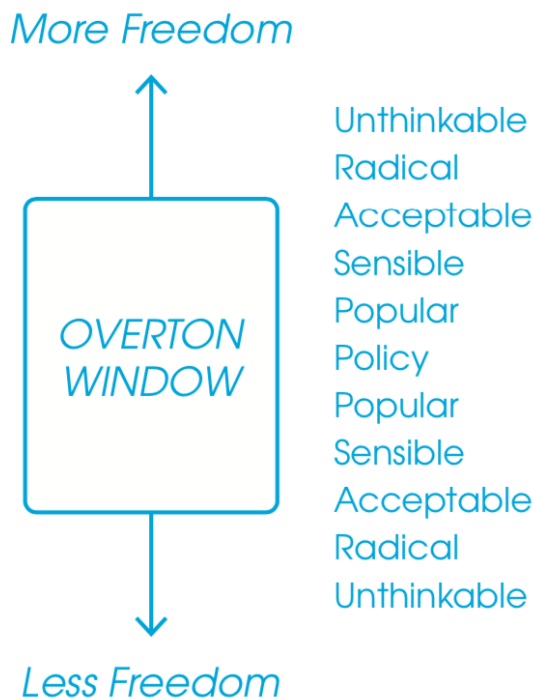 More Freedom
OVERTON
WINDOW
Less Freedom
Unthinkable
Radical
Acceptable
Sensible
Popular
Policy
Popular
Sensible
Acceptable
Radical
Unthinkable